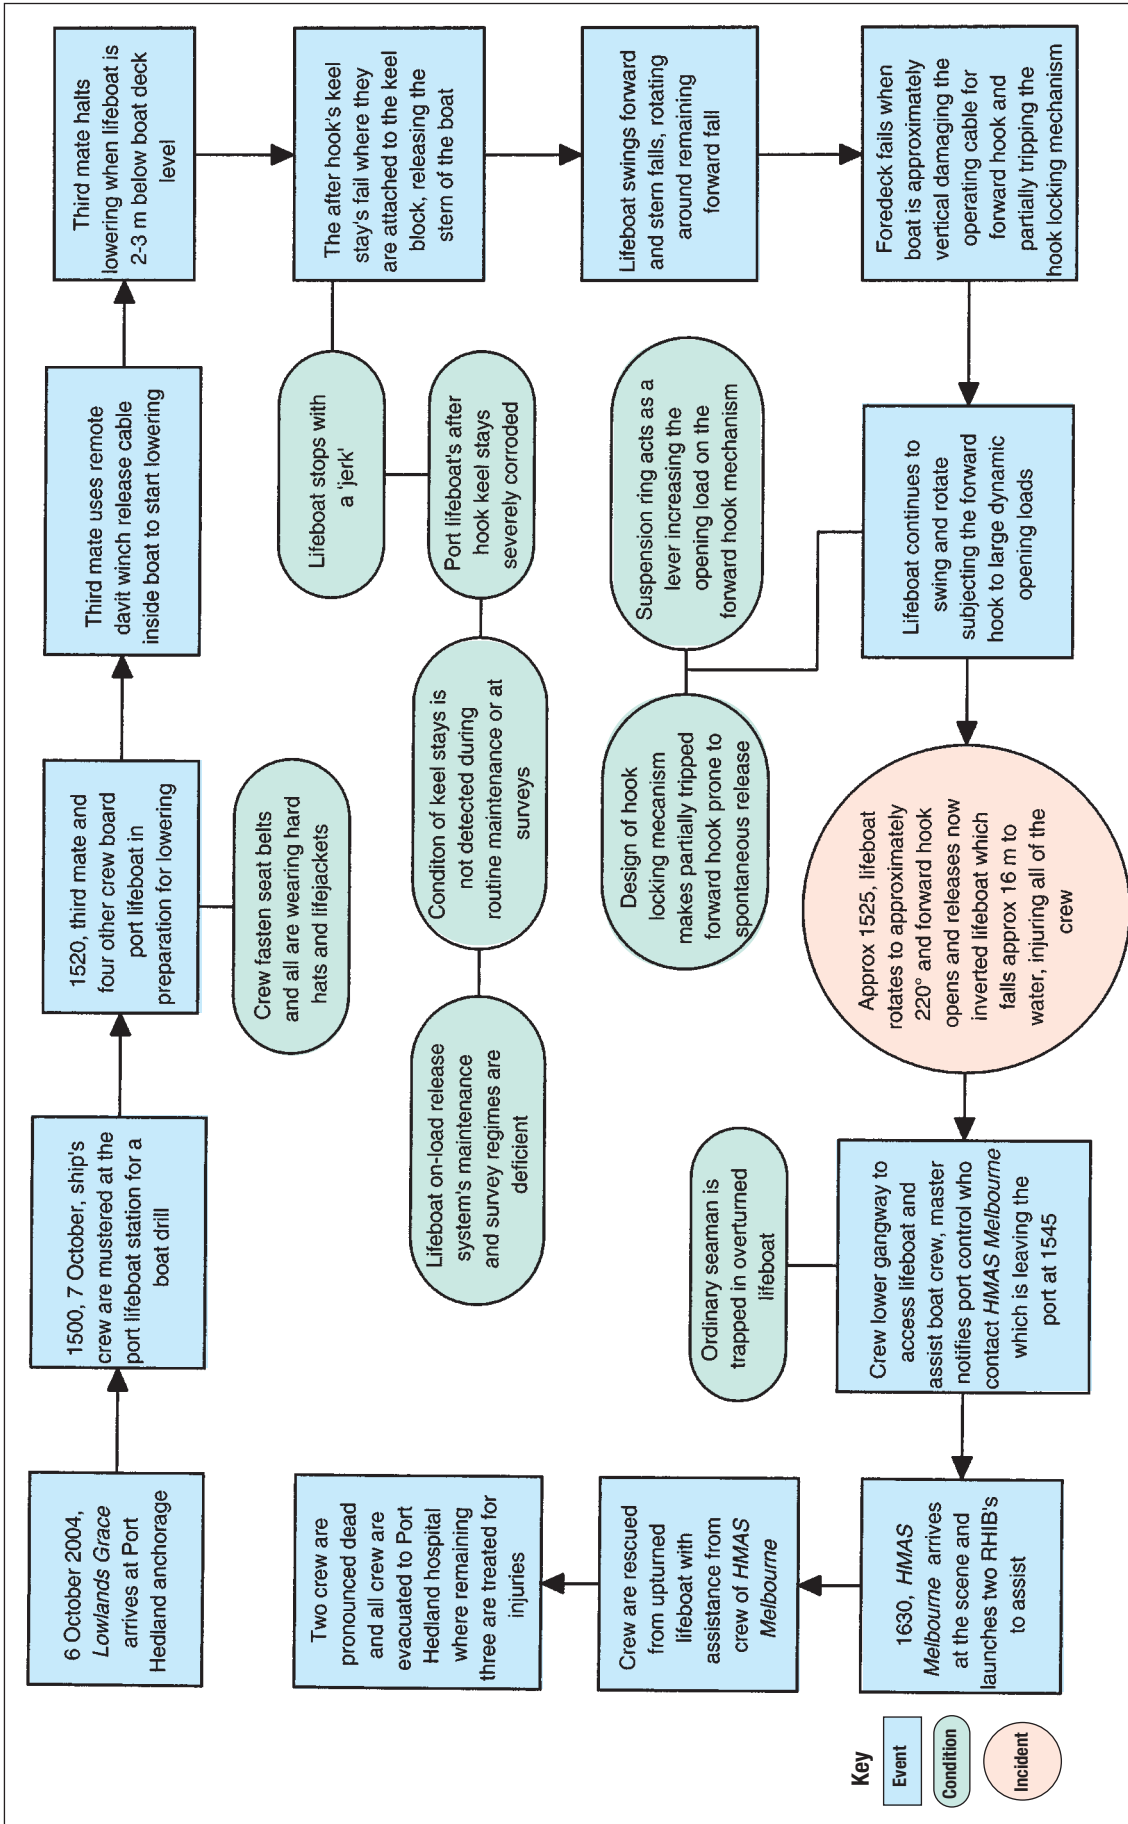 6 October 2004,
Lowlands Grace
arrives at Port
Hedland anchorage
1500, 7 October, ship's
crew are mustered at the
port lifeboat station for a
boat drill
1520, third mate and
four other crew board
port lifeboat in
preparation for lowering
Crew fasten seat belts
and all are wearing hard
hats and lifejackets
Third mate uses remote
davit winch release cable
inside boat to start lowering
Third mate halts
lowering when lifeboat is
2-3 m below boat deck
level
The after hook's keel
stay's fail where they
are attached to the keel
block, releasing the
stern of the boat
Lifeboat stops with
a 'jerk'
Port lifeboat's after
hook keel stays
severely corroded
Conditon of keel stays is
not detected during
routine maintenance or at
surveys
Lifeboat on-load release
system's maintenance
and survey regimes are
deficient
Lifeboat swings forward
and stern falls, rotating
around remaining
forward fall
Foredeck fails when
boat is approximately
vertical damaging the
operating cable for
forward hook and
partially tripping the
hook locking mechanism
Suspension ring acts as a
lever increasing the
opening load on the
forward hook mechanism
Design of hook
locking mecanism
makes partially tripped
forward hook prone to
spontaneous release
Lifeboat continues to
swing and rotate
subjecting the forward
hook to large dynamic
opening loads
Approx 1525, lifeboat
rotates to approximately
220° and forward hook
opens and releases now
inverted lifeboat which
falls approx 16 m to
water, injuring all of the
crew
Ordinary seaman is
trapped in overturned
lifeboat
Crew lower gangway to
access lifeboat and
assist boat crew, master
notifies port control who
contact HMAS Melbourne
which is leaving the
port at 1545
1630, HMAS
Melbourne arrives
at the scene and
launches two RHIB's
to assist
Crew are rescued
from upturned
lifeboat with
assistance from
crew of HMAS
Melbourne
Two crew are
pronounced dead
and all crew are
evacuated to Port
Hedland hospital
where remaining
three are treated for
injuries
Key
Event
Condition
Incident